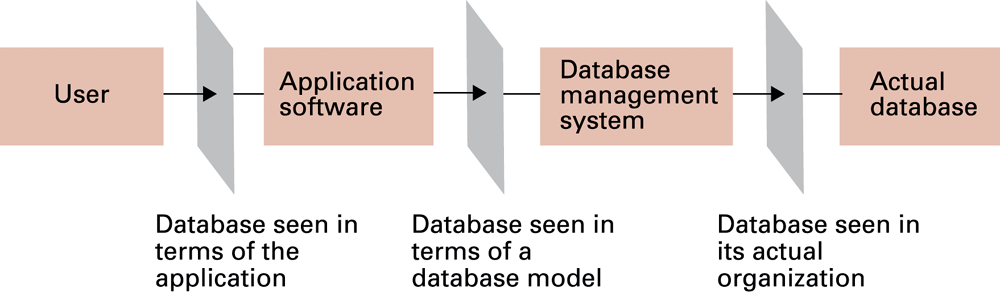 User
Application
software
Database
management
system
Actual
database
Database seen in
terms of the
application
Database seen in
terms of a
database model
Database seen in
its actual
organization